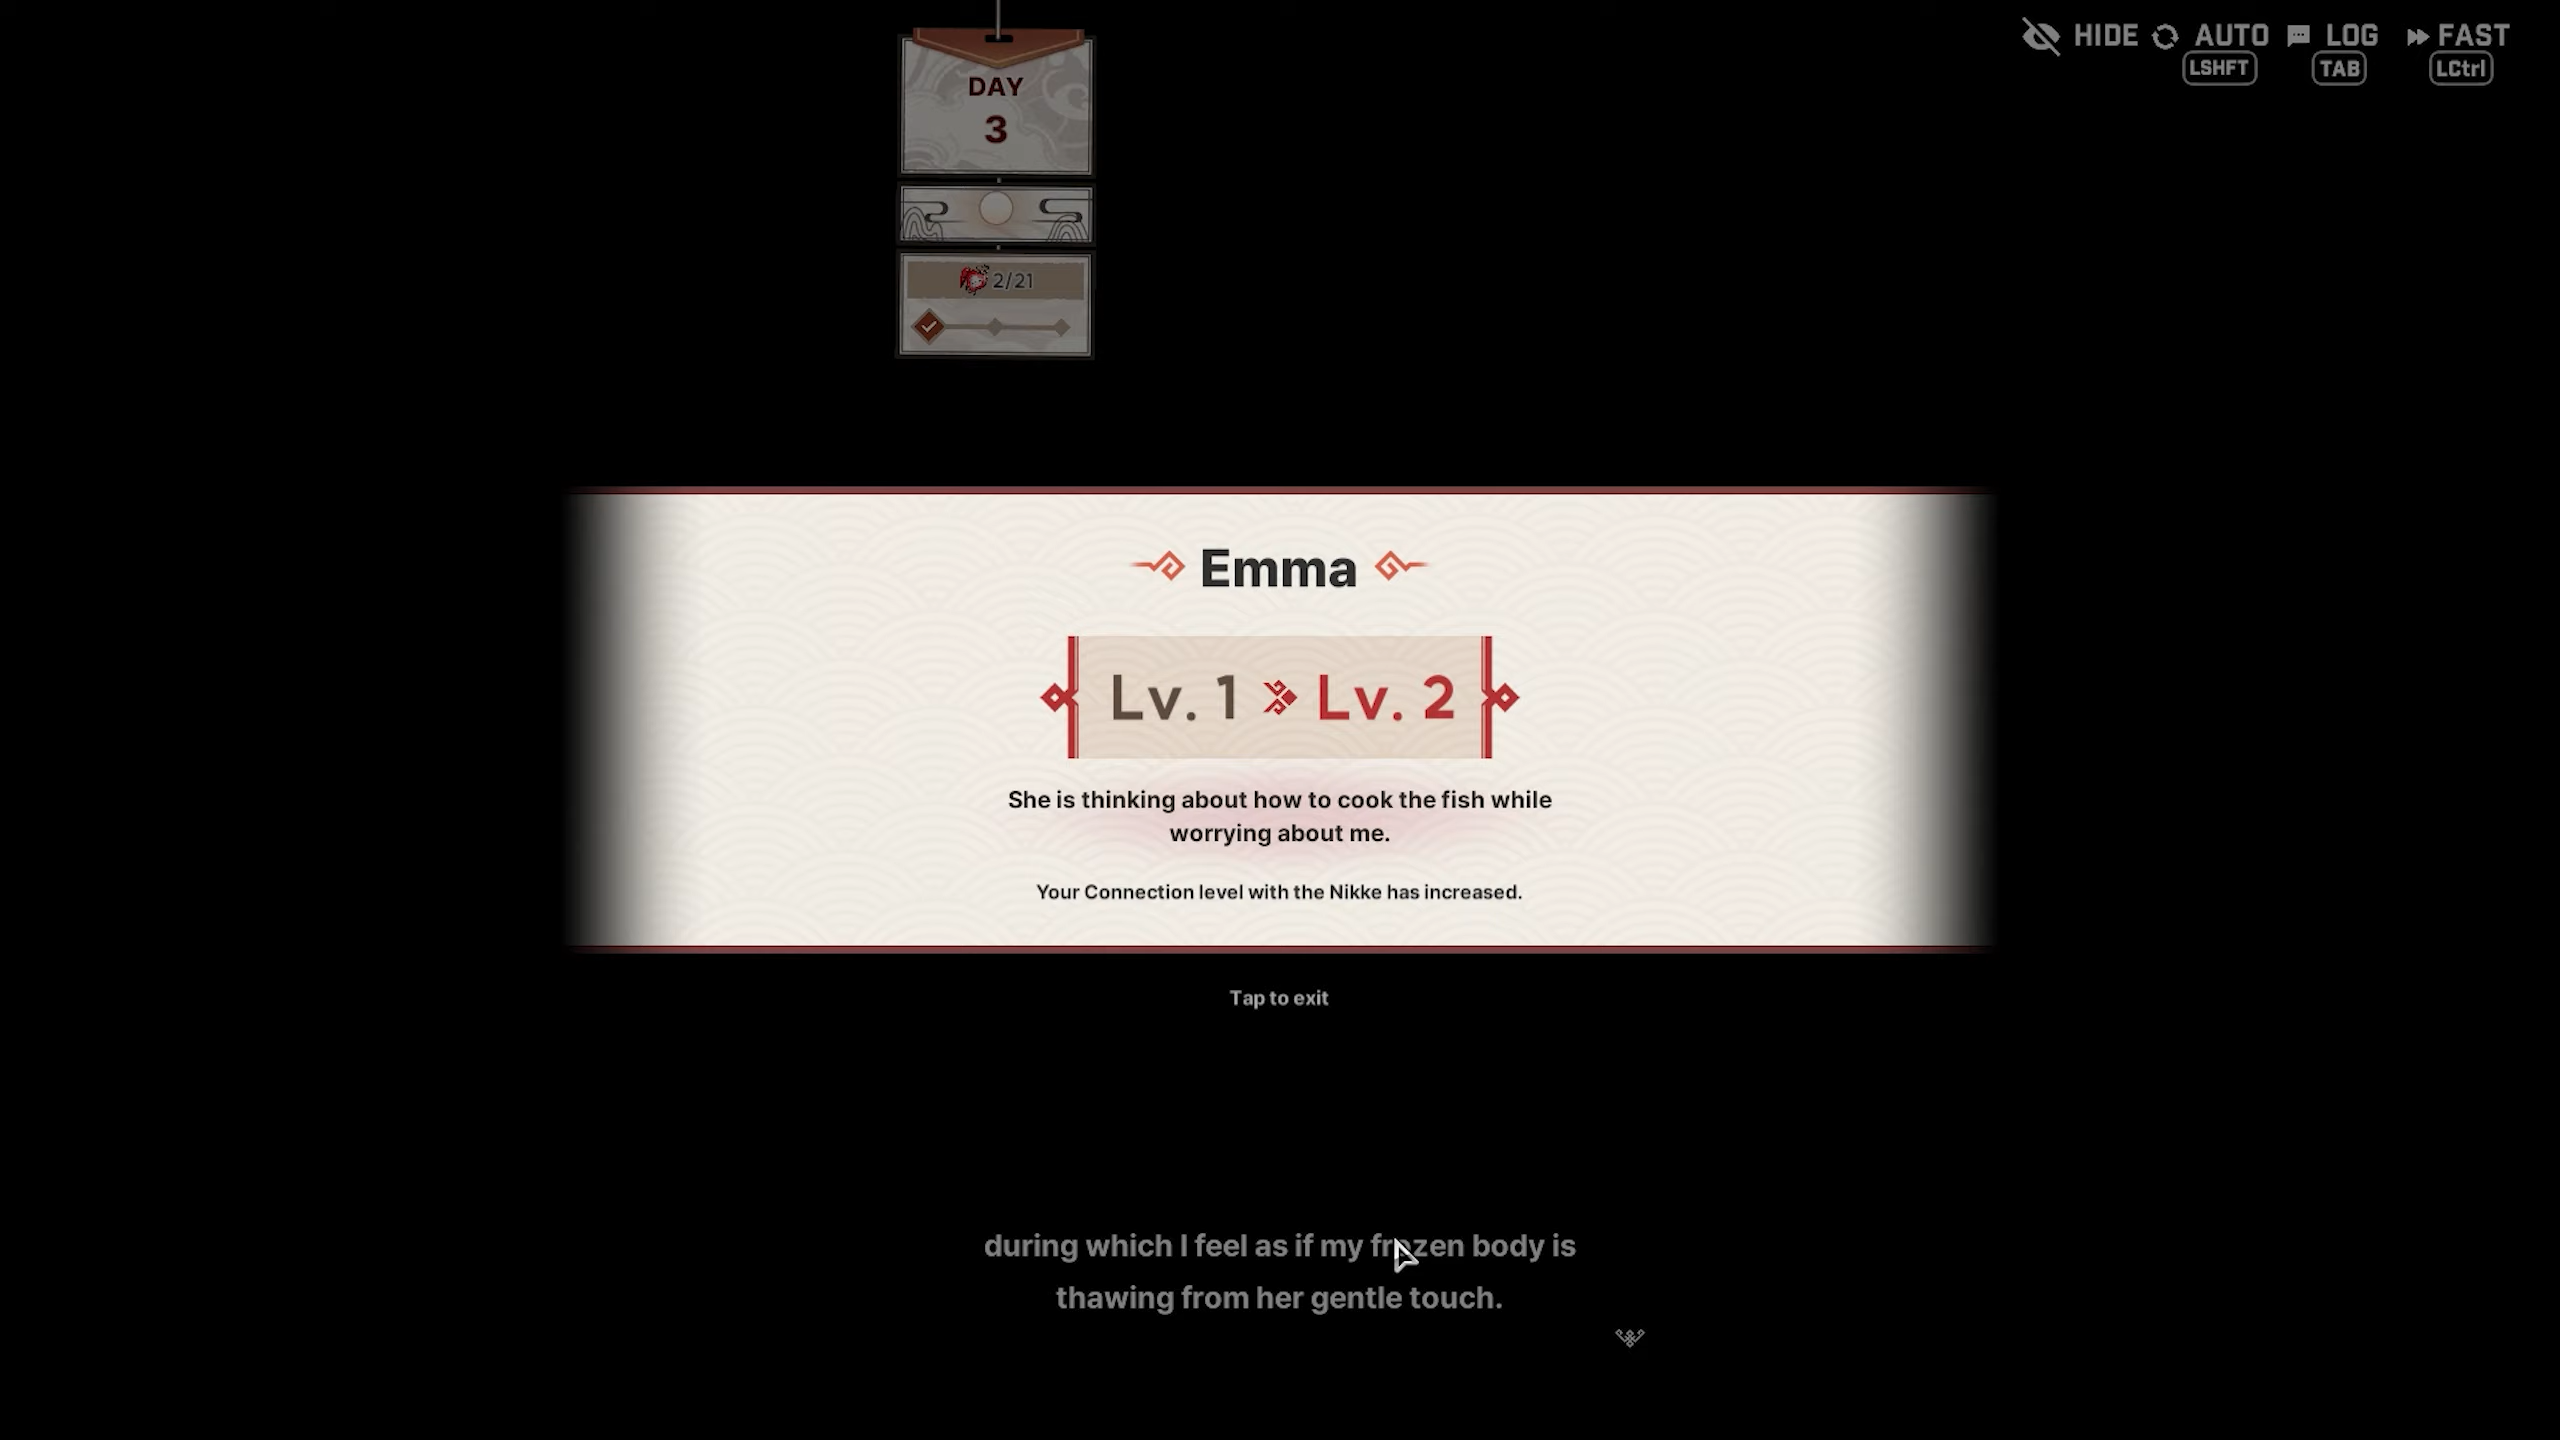 HIDE AUTO LOG FAST
LSHFT TAB LCtrl
DAY
3
2/21
Emma
Lv. 1 Lv. 2
She is thinking about how to cook the fish while
worrying about me.
Your Connection level with the Nikke has increased.
Tap to exit
during which I feel as if my frozen body is
thawing from her gentle touch.